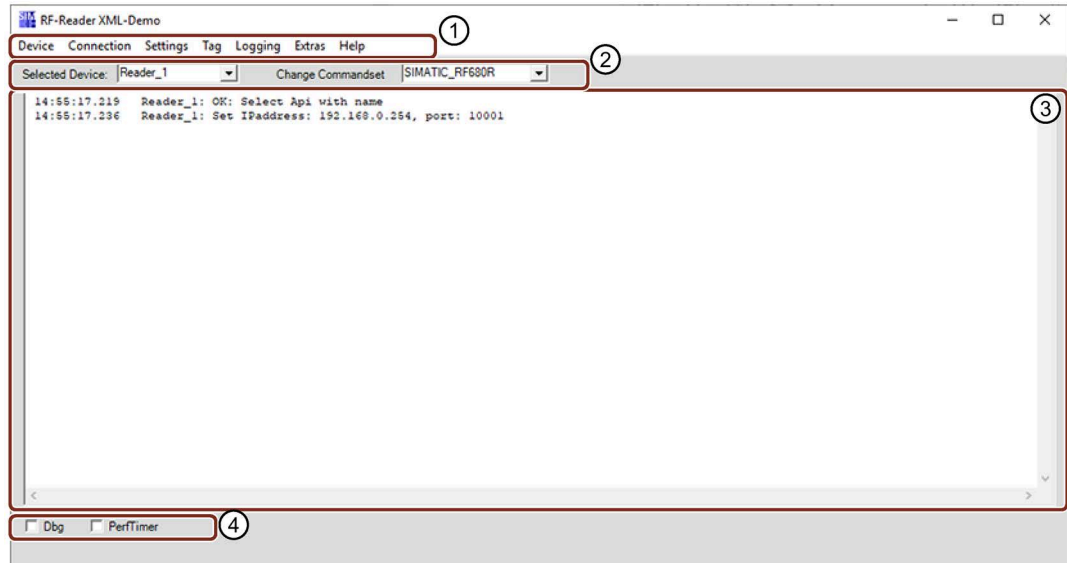 RF-Reader XML-Demo
Device Connection Settings Tag Logging Extras Help
1
Selected Device: Reader_1 Change Commandset SIMATIC_RF680R
2
14:55:17.219 Reader_1: OK: Select Api with name
14:55:17.236 Reader_1: Set IPaddress: 192.168.0.254, port: 10001
3
Dbg PerfTimer
4